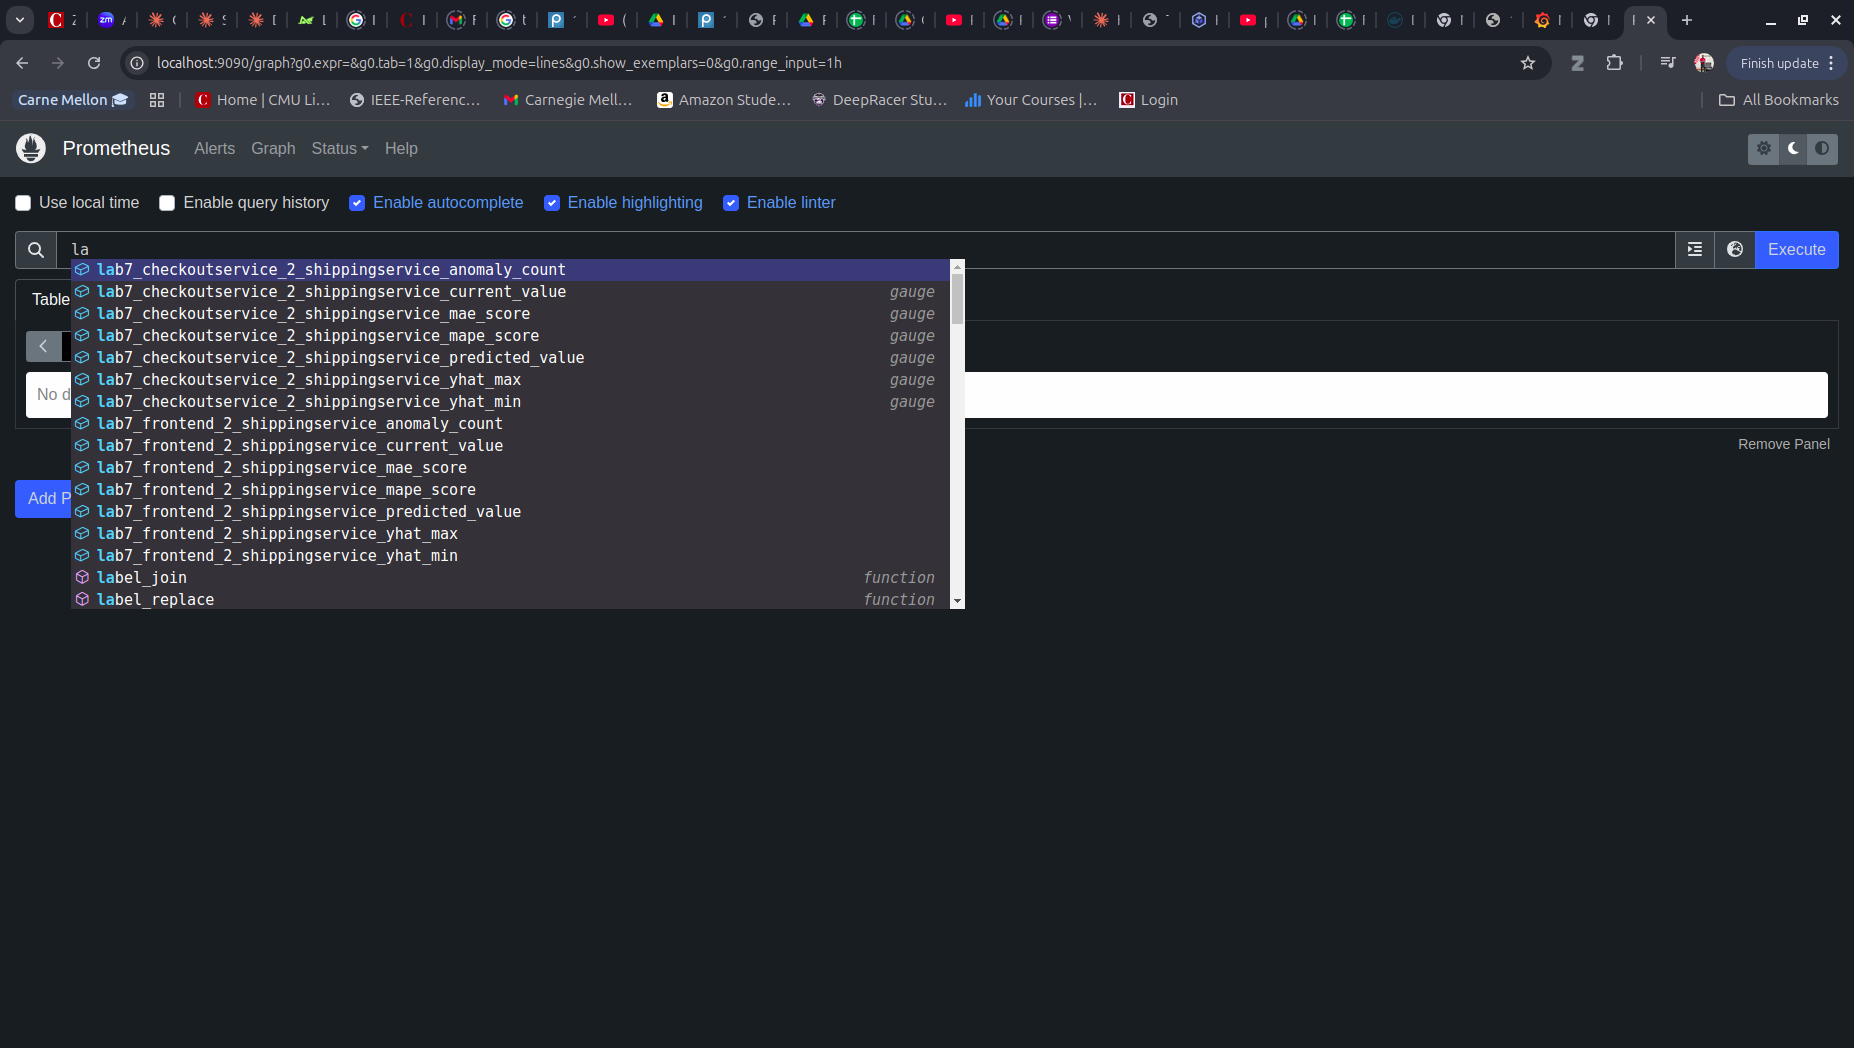 localhost:9090/graph?g0.expr=&g0.tab=1&g0.display_mode=lines&g0.show_exemplars=0&g0.range_input=1h
Finish update
Carne Mellon
Home | CMU Li...
IEEE-Referenc...
Carnegie Mell...
Amazon Stude...
DeepRacer Stu...
Your Courses |...
Login
All Bookmarks
Prometheus Alerts Graph Status Help
Use local time Enable query history Enable autocomplete Enable highlighting Enable linter
la
Execute
lab7_checkoutservice_2_shippingservice_anomaly_count
Table
lab7_checkoutservice_2_shippingservice_current_value gauge
lab7_checkoutservice_2_shippingservice_mae_score gauge
lab7_checkoutservice_2_shippingservice_mape_score gauge
lab7_checkoutservice_2_shippingservice_predicted_value gauge
lab7_checkoutservice_2_shippingservice_yhat_max gauge
No d
lab7_checkoutservice_2_shippingservice_yhat_min gauge
lab7_frontend_2_shippingservice_anomaly_count
lab7_frontend_2_shippingservice_current_value
Remove Panel
lab7_frontend_2_shippingservice_mae_score
lab7_frontend_2_shippingservice_mape_score
Add P
lab7_frontend_2_shippingservice_predicted_value
lab7_frontend_2_shippingservice_yhat_max
lab7_frontend_2_shippingservice_yhat_min
label_join function
label_replace function